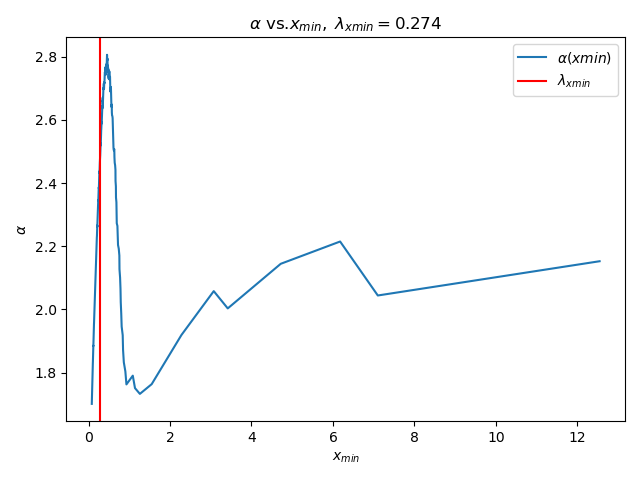 α vs.x_min, λ_xmin = 0.274
α(xmin)
λ_xmin
α
2.8
2.6
2.4
2.2
2.0
1.8
0 2 4 6 8 10 12
x_min